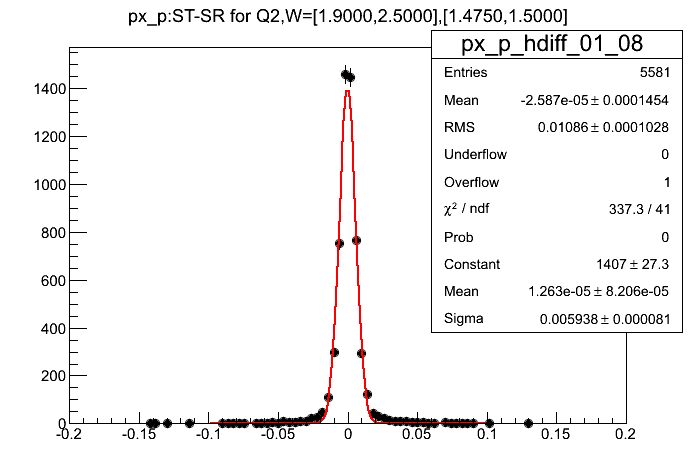 px_p:ST-SR for Q2,W=[1.9000,2.5000],[1.4750,1.5000]
px_p_hdiff_01_08
Entries 5581
Mean -2.587e-05 ± 0.0001454
RMS 0.01086 ± 0.0001028
Underflow 0
Overflow 1
χ² / ndf 337.3 / 41
Prob 0
Constant 1407 ± 27.3
Mean 1.263e-05 ± 8.206e-05
Sigma 0.005938 ± 0.000081
1400
1200
1000
800
600
400
200
0
-0.2 -0.15 -0.1 -0.05 0 0.05 0.1 0.15 0.2